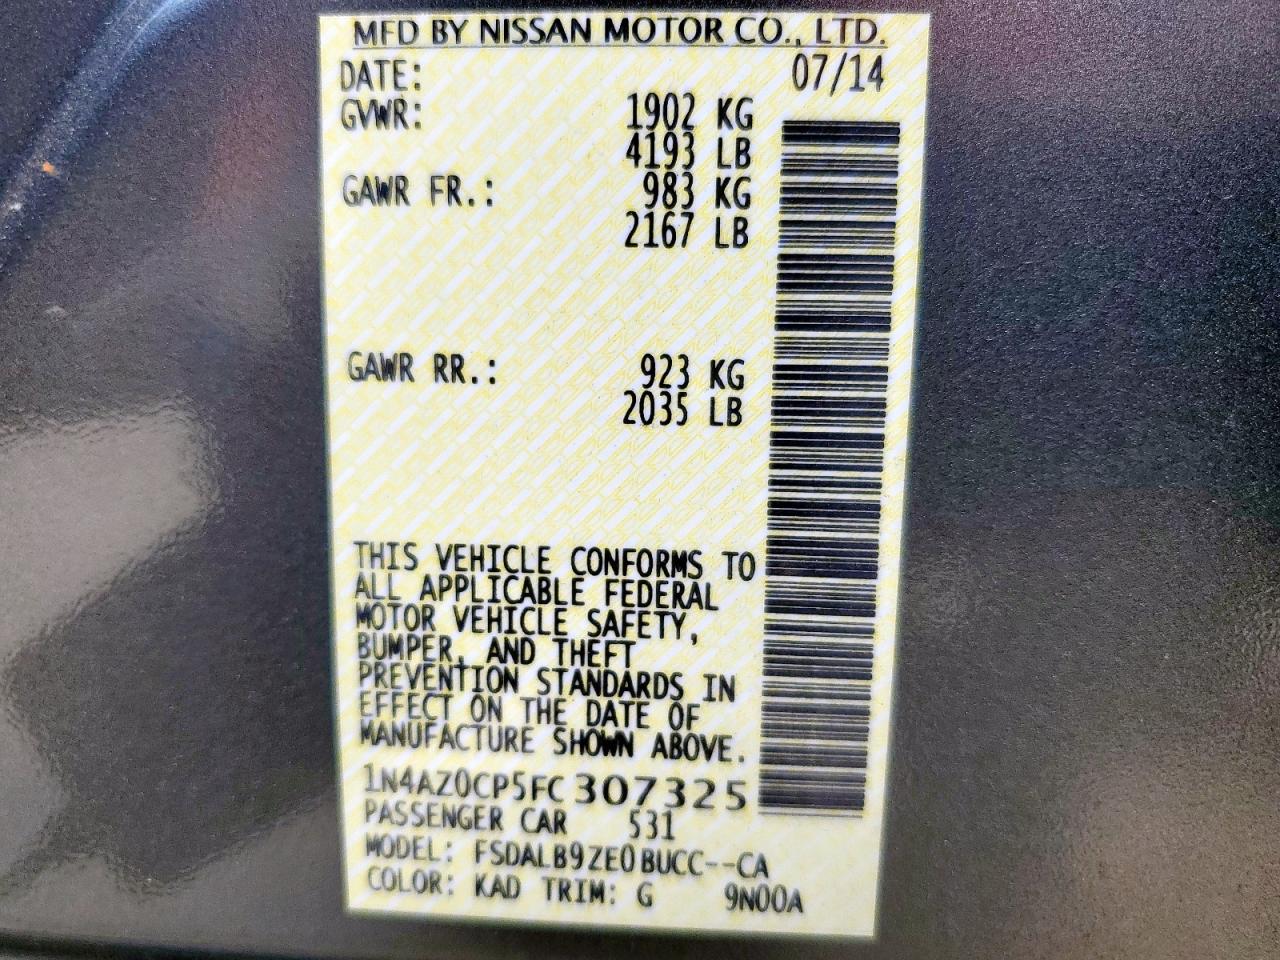 MFD BY NISSAN MOTOR CO., LTD.
DATE: 07/14
GVWR: 1902 KG
4193 LB
GAWR FR.: 983 KG
2167 LB
GAWR RR.: 923 KG
2035 LB
THIS VEHICLE CONFORMS TO
ALL APPLICABLE FEDERAL
MOTOR VEHICLE SAFETY,
BUMPER, AND THEFT
PREVENTION STANDARDS IN
EFFECT ON THE DATE OF
MANUFACTURE SHOWN ABOVE.
1N4AZ0CP5FC307325
PASSENGER CAR 531
MODEL: FSDALB9ZE0BUCC--CA
COLOR: KAD TRIM: G 9N00A